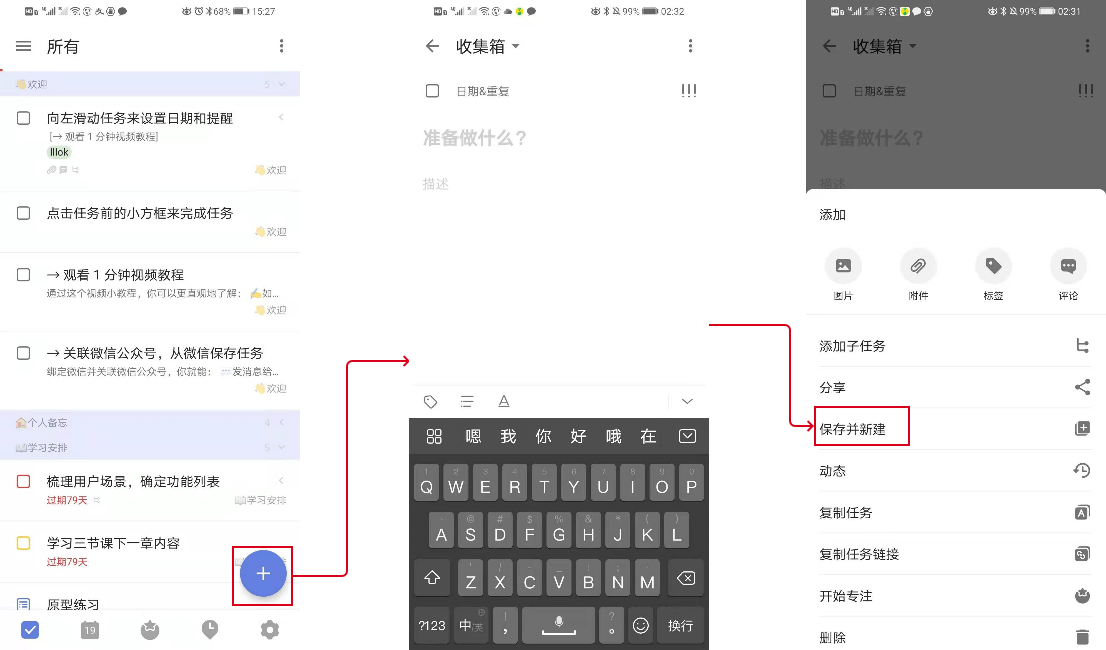 68% 15:27
所有
欢迎 5
向左滑动任务来设置日期和提醒
[→ 观看 1 分钟视频教程]
lllok
欢迎
点击任务前的小方框来完成任务
欢迎
→ 观看 1 分钟视频教程
通过这个视频小教程，你可以更直观地了解： ✍如...
欢迎
→ 关联微信公众号，从微信保存任务
绑定微信并关联微信公众号，你就能： 发消息给...
欢迎
个人备忘 4
学习安排 5
梳理用户场景，确定功能列表
过期79天 学习安排
学习三节课下一章内容
过期79天
原型练习
19
99% 02:32
收集箱
日期&重复 !!!
准备做什么？
描述
A
嗯 我 你 好 哦 在
1 2 3 4 5 6 7 8 9 0
Q W E R T Y U I O P
~ @ # $ % & * ( )
A S D F G H J K L
Z X C V B N M
?123 中/英 ， 。 ? 换行
99% 02:31
收集箱
日期&重复 !!!
准备做什么？
描述
添加
图片 附件 标签 评论
添加子任务
分享
保存并新建
动态
复制任务
复制任务链接
开始专注
删除